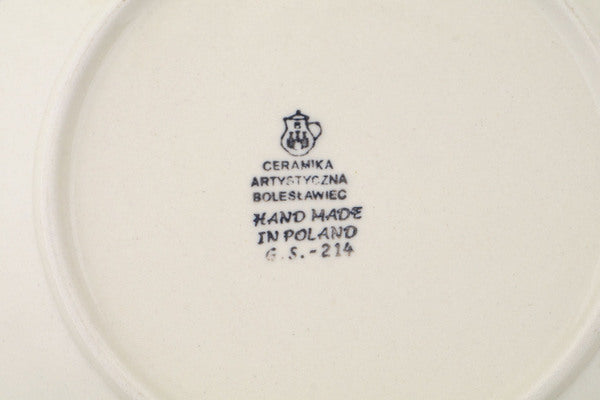 CERAMIKA
ARTYSTYCZNA
BOLESŁAWIEC
HAND MADE
IN POLAND
G.S.-214